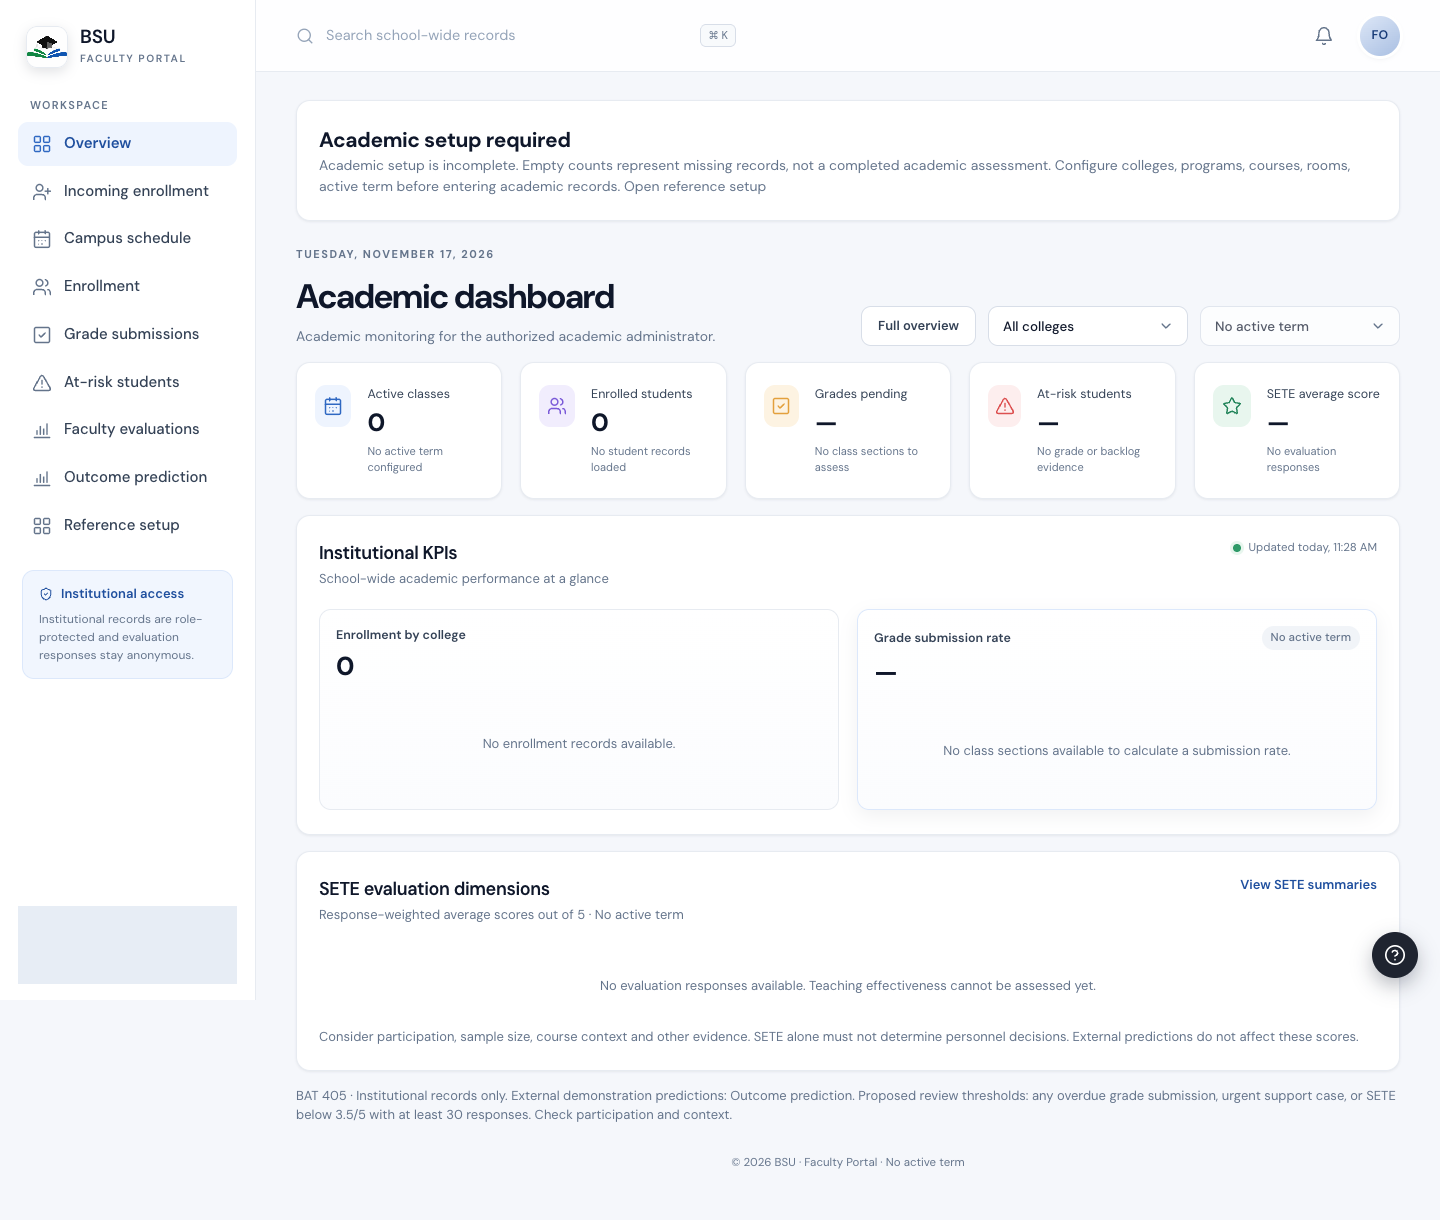 BSU
FACULTY PORTAL
Search school-wide records
⌘ K
FO
WORKSPACE
Overview
Incoming enrollment
Campus schedule
Enrollment
Grade submissions
At-risk students
Faculty evaluations
Outcome prediction
Reference setup
Institutional access
Institutional records are role-
protected and evaluation
responses stay anonymous.
Academic setup required
Academic setup is incomplete. Empty counts represent missing records, not a completed academic assessment. Configure colleges, programs, courses, rooms,
active term before entering academic records. Open reference setup
TUESDAY, NOVEMBER 17, 2026
Academic dashboard
Academic monitoring for the authorized academic administrator.
Full overview
All colleges
No active term
Active classes
0
No active term
configured
Enrolled students
0
No student records
loaded
Grades pending
—
No class sections to
assess
At-risk students
—
No grade or backlog
evidence
SETE average score
—
No evaluation
responses
Institutional KPIs
Updated today, 11:28 AM
School-wide academic performance at a glance
Enrollment by college
0
No enrollment records available.
Grade submission rate
No active term
—
No class sections available to calculate a submission rate.
SETE evaluation dimensions
View SETE summaries
Response-weighted average scores out of 5 · No active term
No evaluation responses available. Teaching effectiveness cannot be assessed yet.
Consider participation, sample size, course context and other evidence. SETE alone must not determine personnel decisions. External predictions do not affect these scores.
BAT 405 · Institutional records only. External demonstration predictions: Outcome prediction. Proposed review thresholds: any overdue grade submission, urgent support case, or SETE
below 3.5/5 with at least 30 responses. Check participation and context.
© 2026 BSU · Faculty Portal · No active term